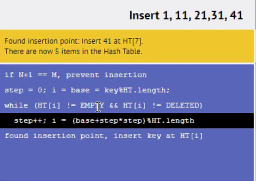 Insert 1, 11, 21,31, 41
Found insertion point: Insert 41 at HT[7].
There are now 5 items in the Hash Table.
if N+1 == M, prevent insertion
step = 0; i = base = key%HT.length;
while (HT[i] != EMPTY && HT[i] != DELETED)
step++; i = (base+step*step)%HT.length
found insertion point, insert key at HT[i]